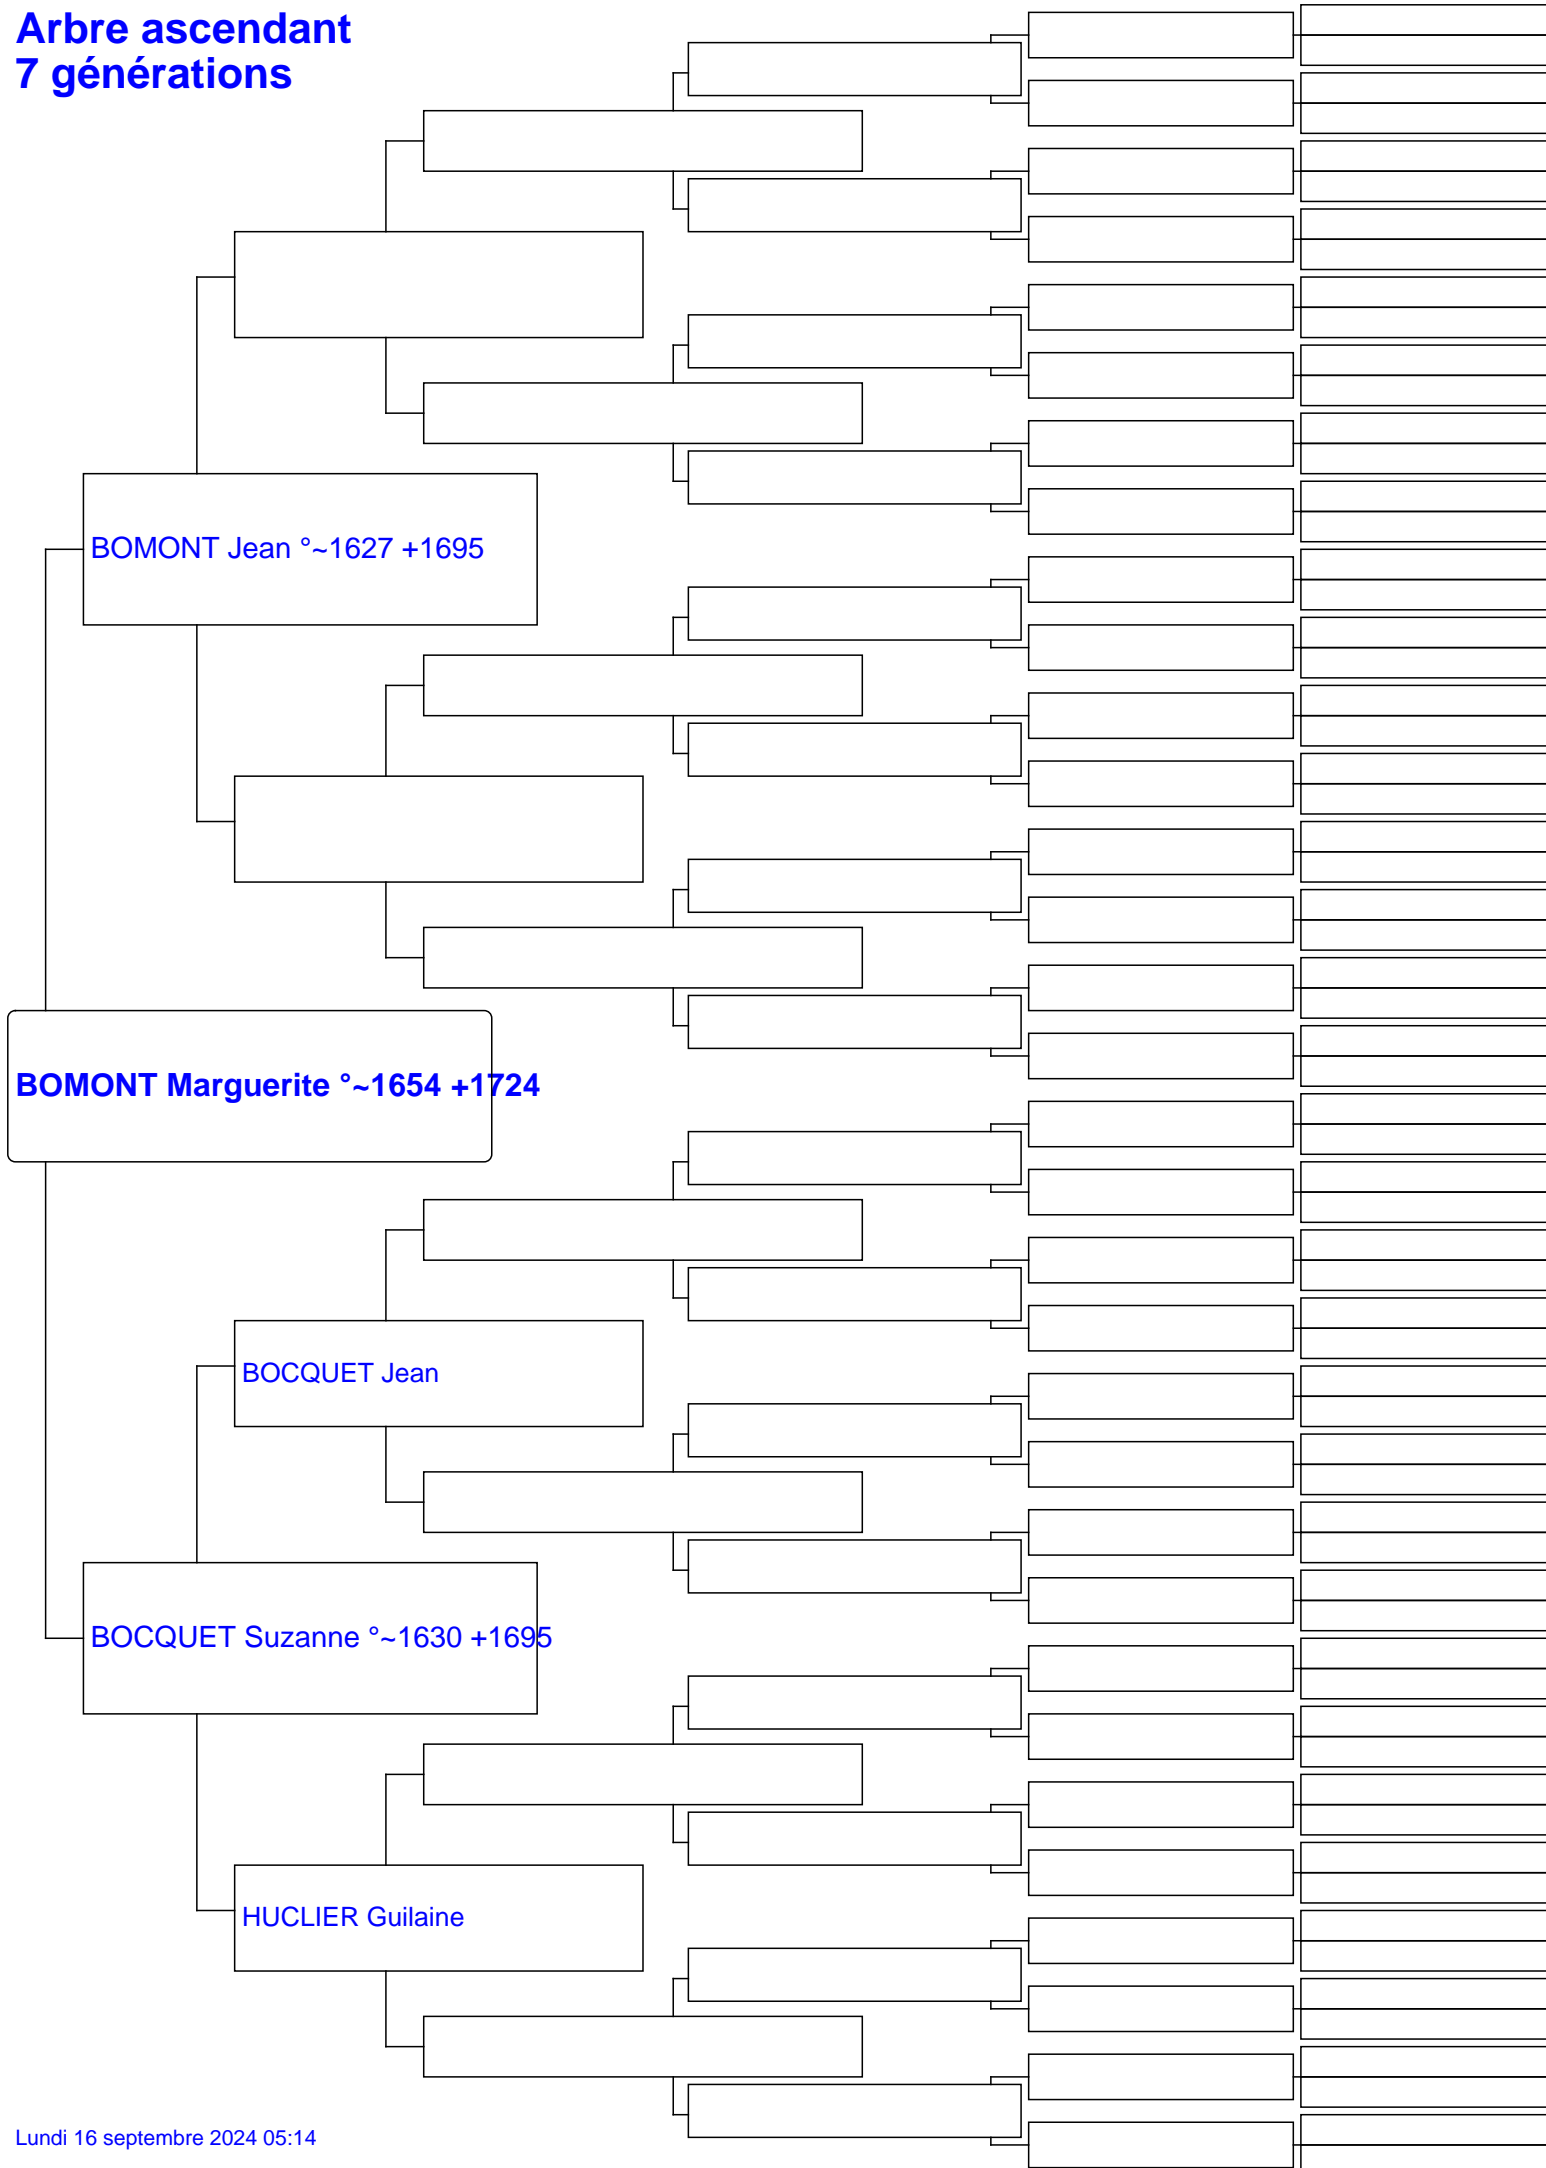 Arbre ascendant
7 générations
BOMONT Jean °~1627 +1695
BOMONT Marguerite °~1654 +1724
BOCQUET Jean
BOCQUET Suzanne °~1630 +1695
HUCLIER Guilaine
Lundi 16 septembre 2024 05:14